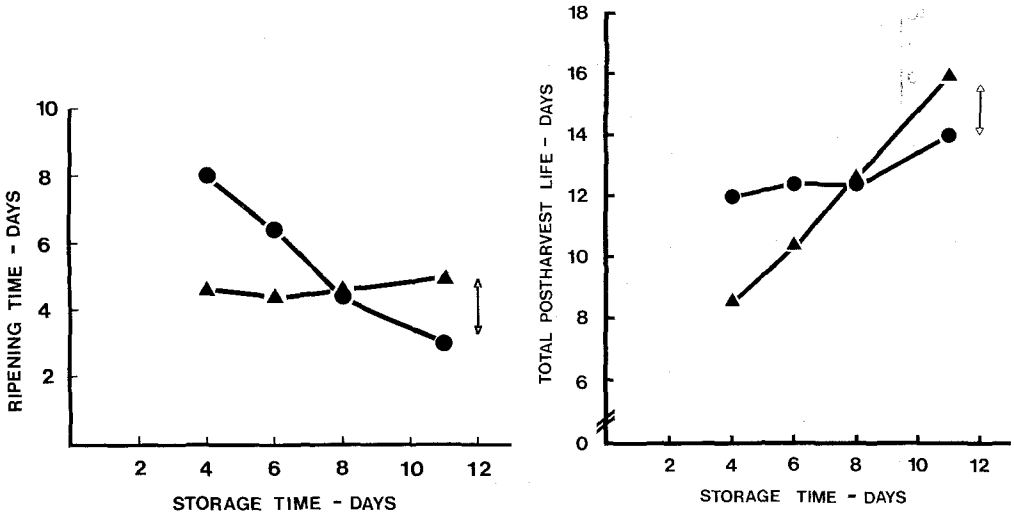 10
8
6
4
2
2 4 6 8 10 12
RIPENING TIME - DAYS
STORAGE TIME - DAYS
18
16
14
12
10
8
6
0
2 4 6 8 10 12
TOTAL POSTHARVEST LIFE - DAYS
STORAGE TIME - DAYS